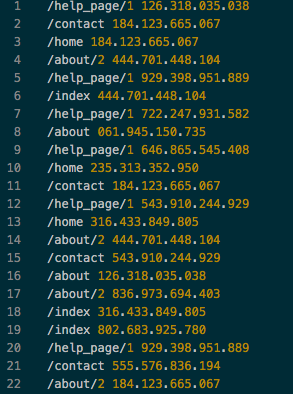 1 /help_page/1 126.318.035.038
2 /contact 184.123.665.067
3 /home 184.123.665.067
4 /about/2 444.701.448.104
5 /help_page/1 929.398.951.889
6 /index 444.701.448.104
7 /help_page/1 722.247.931.582
8 /about 061.945.150.735
9 /help_page/1 646.865.545.408
10 /home 235.313.352.950
11 /contact 184.123.665.067
12 /help_page/1 543.910.244.929
13 /home 316.433.849.805
14 /about/2 444.701.448.104
15 /contact 543.910.244.929
16 /about 126.318.035.038
17 /about/2 836.973.694.403
18 /index 316.433.849.805
19 /index 802.683.925.780
20 /help_page/1 929.398.951.889
21 /contact 555.576.836.194
22 /about/2 184.123.665.067